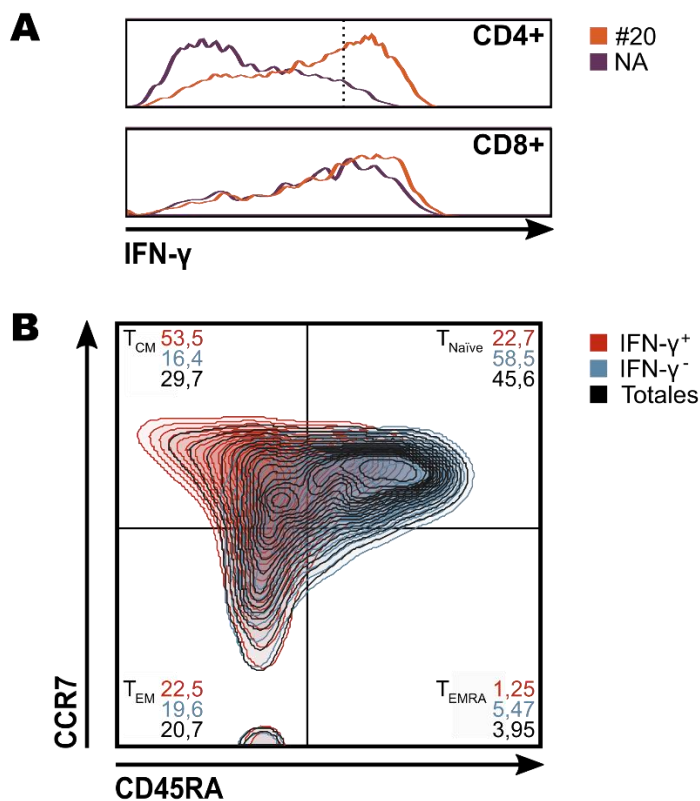 A
CD4+
#20
NA
CD8+
IFN-γ
B
TCM 53,5
16,4
29,7
TNaïve 22,7
58,5
45,6
IFN-γ+
IFN-γ-
Totales
TEM 22,5
19,6
20,7
TEMRA 1,25
5,47
3,95
CCR7
CD45RA